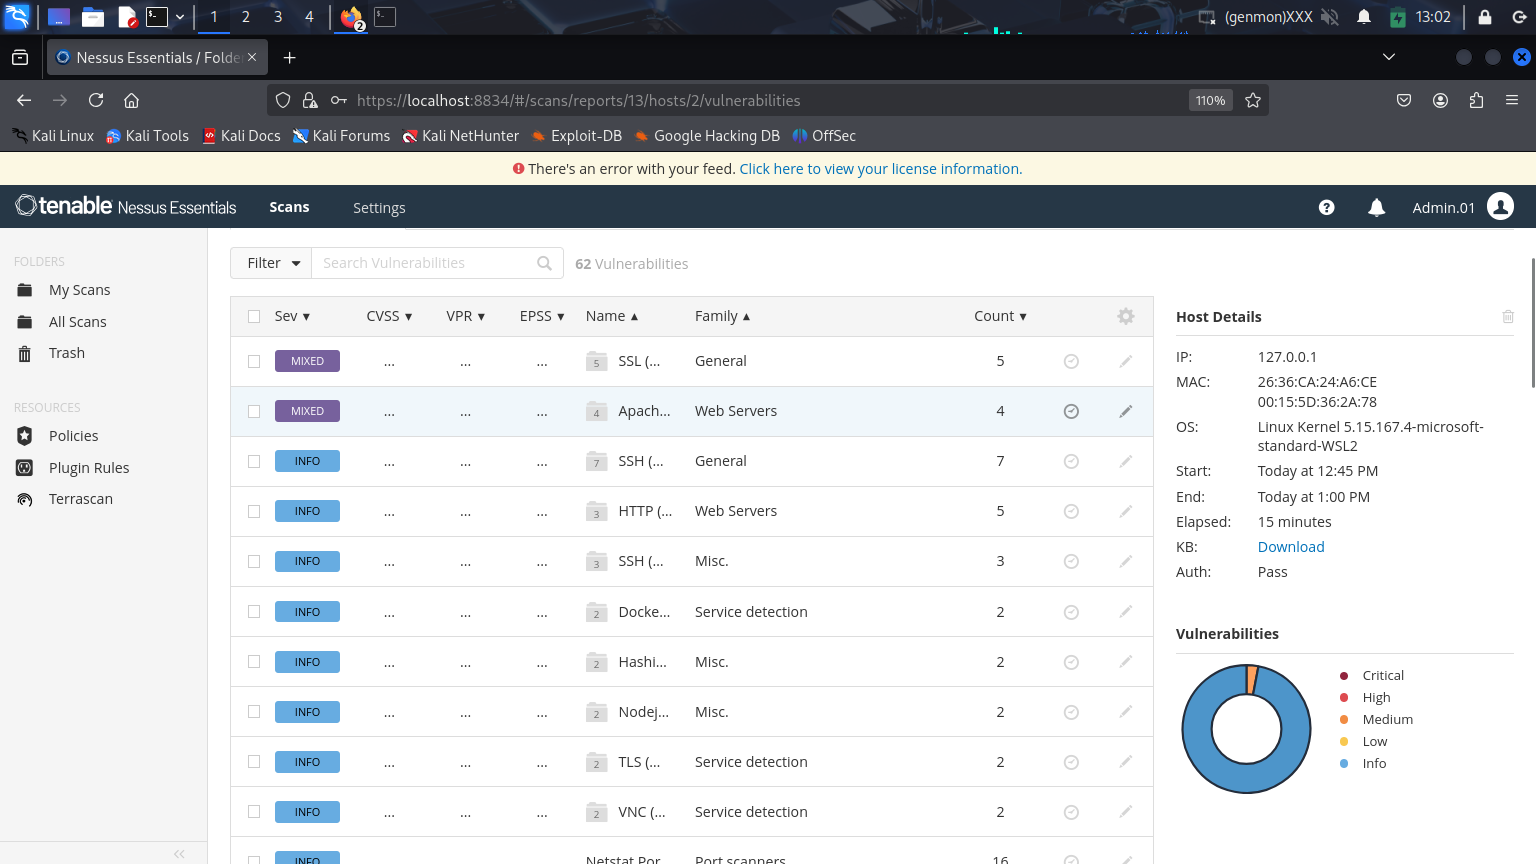 1 2 3 4 2 (genmon)XXX 13:02
Nessus Essentials / Folde
https://localhost:8834/#/scans/reports/13/hosts/2/vulnerabilities 110%
Kali Linux Kali Tools Kali Docs Kali Forums Kali NetHunter Exploit-DB Google Hacking DB OffSec
There's an error with your feed. Click here to view your license information.
tenable Nessus Essentials Scans Settings Admin.01
FOLDERS
My Scans
All Scans
Trash
RESOURCES
Policies
Plugin Rules
Terrascan
Filter Search Vulnerabilities 62 Vulnerabilities
Sev CVSS VPR EPSS Name Family Count
MIXED ... ... ... 5 SSL (... General 5
MIXED ... ... ... 4 Apach... Web Servers 4
INFO ... ... ... 7 SSH (... General 7
INFO ... ... ... 3 HTTP (... Web Servers 5
INFO ... ... ... 3 SSH (... Misc. 3
INFO ... ... ... 2 Docke... Service detection 2
INFO ... ... ... 2 Hashi... Misc. 2
INFO ... ... ... 2 Nodej... Misc. 2
INFO ... ... ... 2 TLS (... Service detection 2
INFO ... ... ... 2 VNC (... Service detection 2
INFO Netstat Por Port scanners 16
Host Details
IP: 127.0.0.1
MAC: 26:36:CA:24:A6:CE
00:15:5D:36:2A:78
OS: Linux Kernel 5.15.167.4-microsoft-
standard-WSL2
Start: Today at 12:45 PM
End: Today at 1:00 PM
Elapsed: 15 minutes
KB: Download
Auth: Pass
Vulnerabilities
Critical
High
Medium
Low
Info